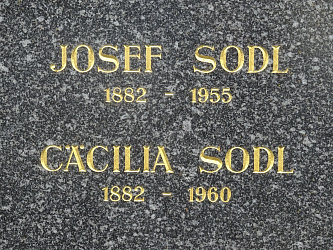 JOSEF SODL
1882 - 1955
CÄCILIA SODL
1882 - 1960